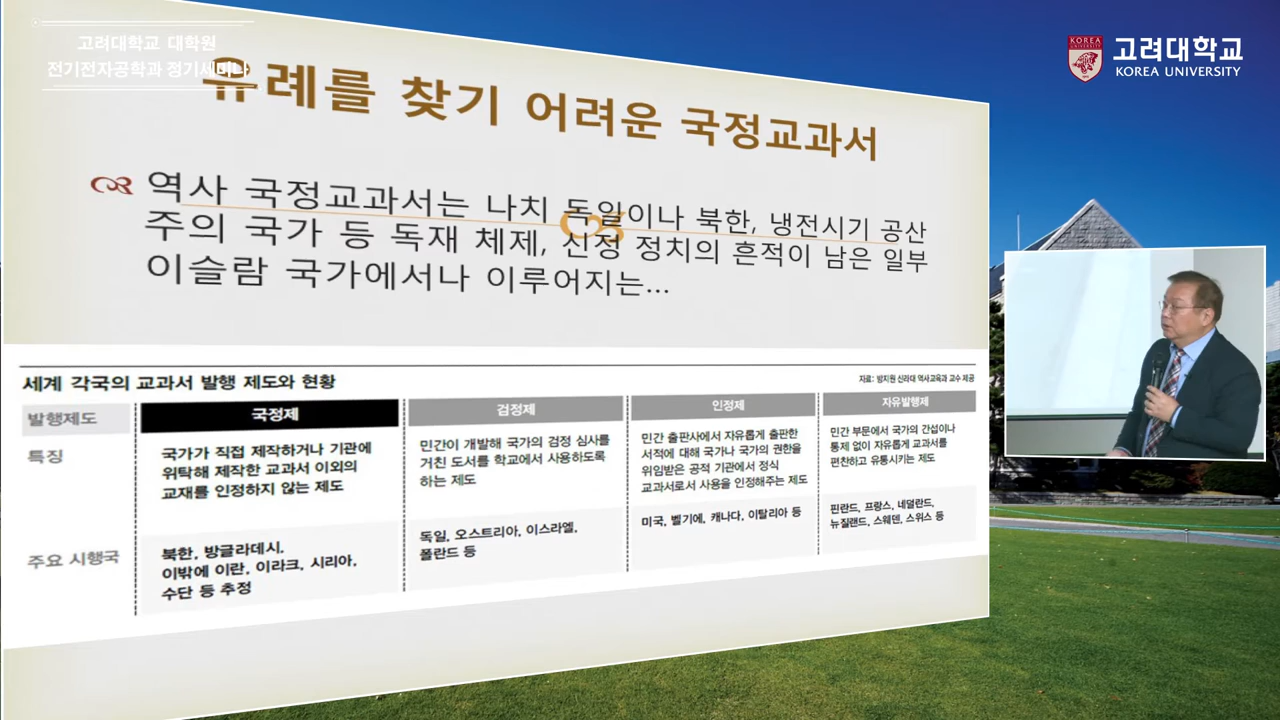 고려대학교 대학원
전기전자공학과 정기세미나
KOREA
UNIVERSITY
고려대학교
KOREA UNIVERSITY
유례를 찾기 어려운 국정교과서
역사 국정교과서는 나치 독일이나 북한, 냉전시기 공산
주의 국가 등 독재 체제, 신정 정치의 흔적이 남은 일부
이슬람 국가에서나 이루어지는...
세계 각국의 교과서 발행 제도와 현황
자료: 방지원 신라대 역사교육과 교수 제공
발행제도
국정제
검정제
인정제
자유발행제
특징
국가가 직접 제작하거나 기관에
위탁해 제작한 교과서 이외의
교재를 인정하지 않는 제도
민간이 개발해 국가의 검정 심사를
거친 도서를 학교에서 사용하도록
하는 제도
민간 출판사에서 자유롭게 출판한
서적에 대해 국가나 국가의 권한을
위임받은 공적 기관에서 정식
교과서로서 사용을 인정해주는 제도
민간 부문에서 국가의 간섭이나
통제 없이 자유롭게 교과서를
편찬하고 유통시키는 제도
주요 시행국
북한, 방글라데시,
이밖에 이란, 이라크, 시리아,
수단 등 추정
독일, 오스트리아, 이스라엘,
폴란드 등
미국, 벨기에, 캐나다, 이탈리아 등
핀란드, 프랑스, 네덜란드,
뉴질랜드, 스웨덴, 스위스 등